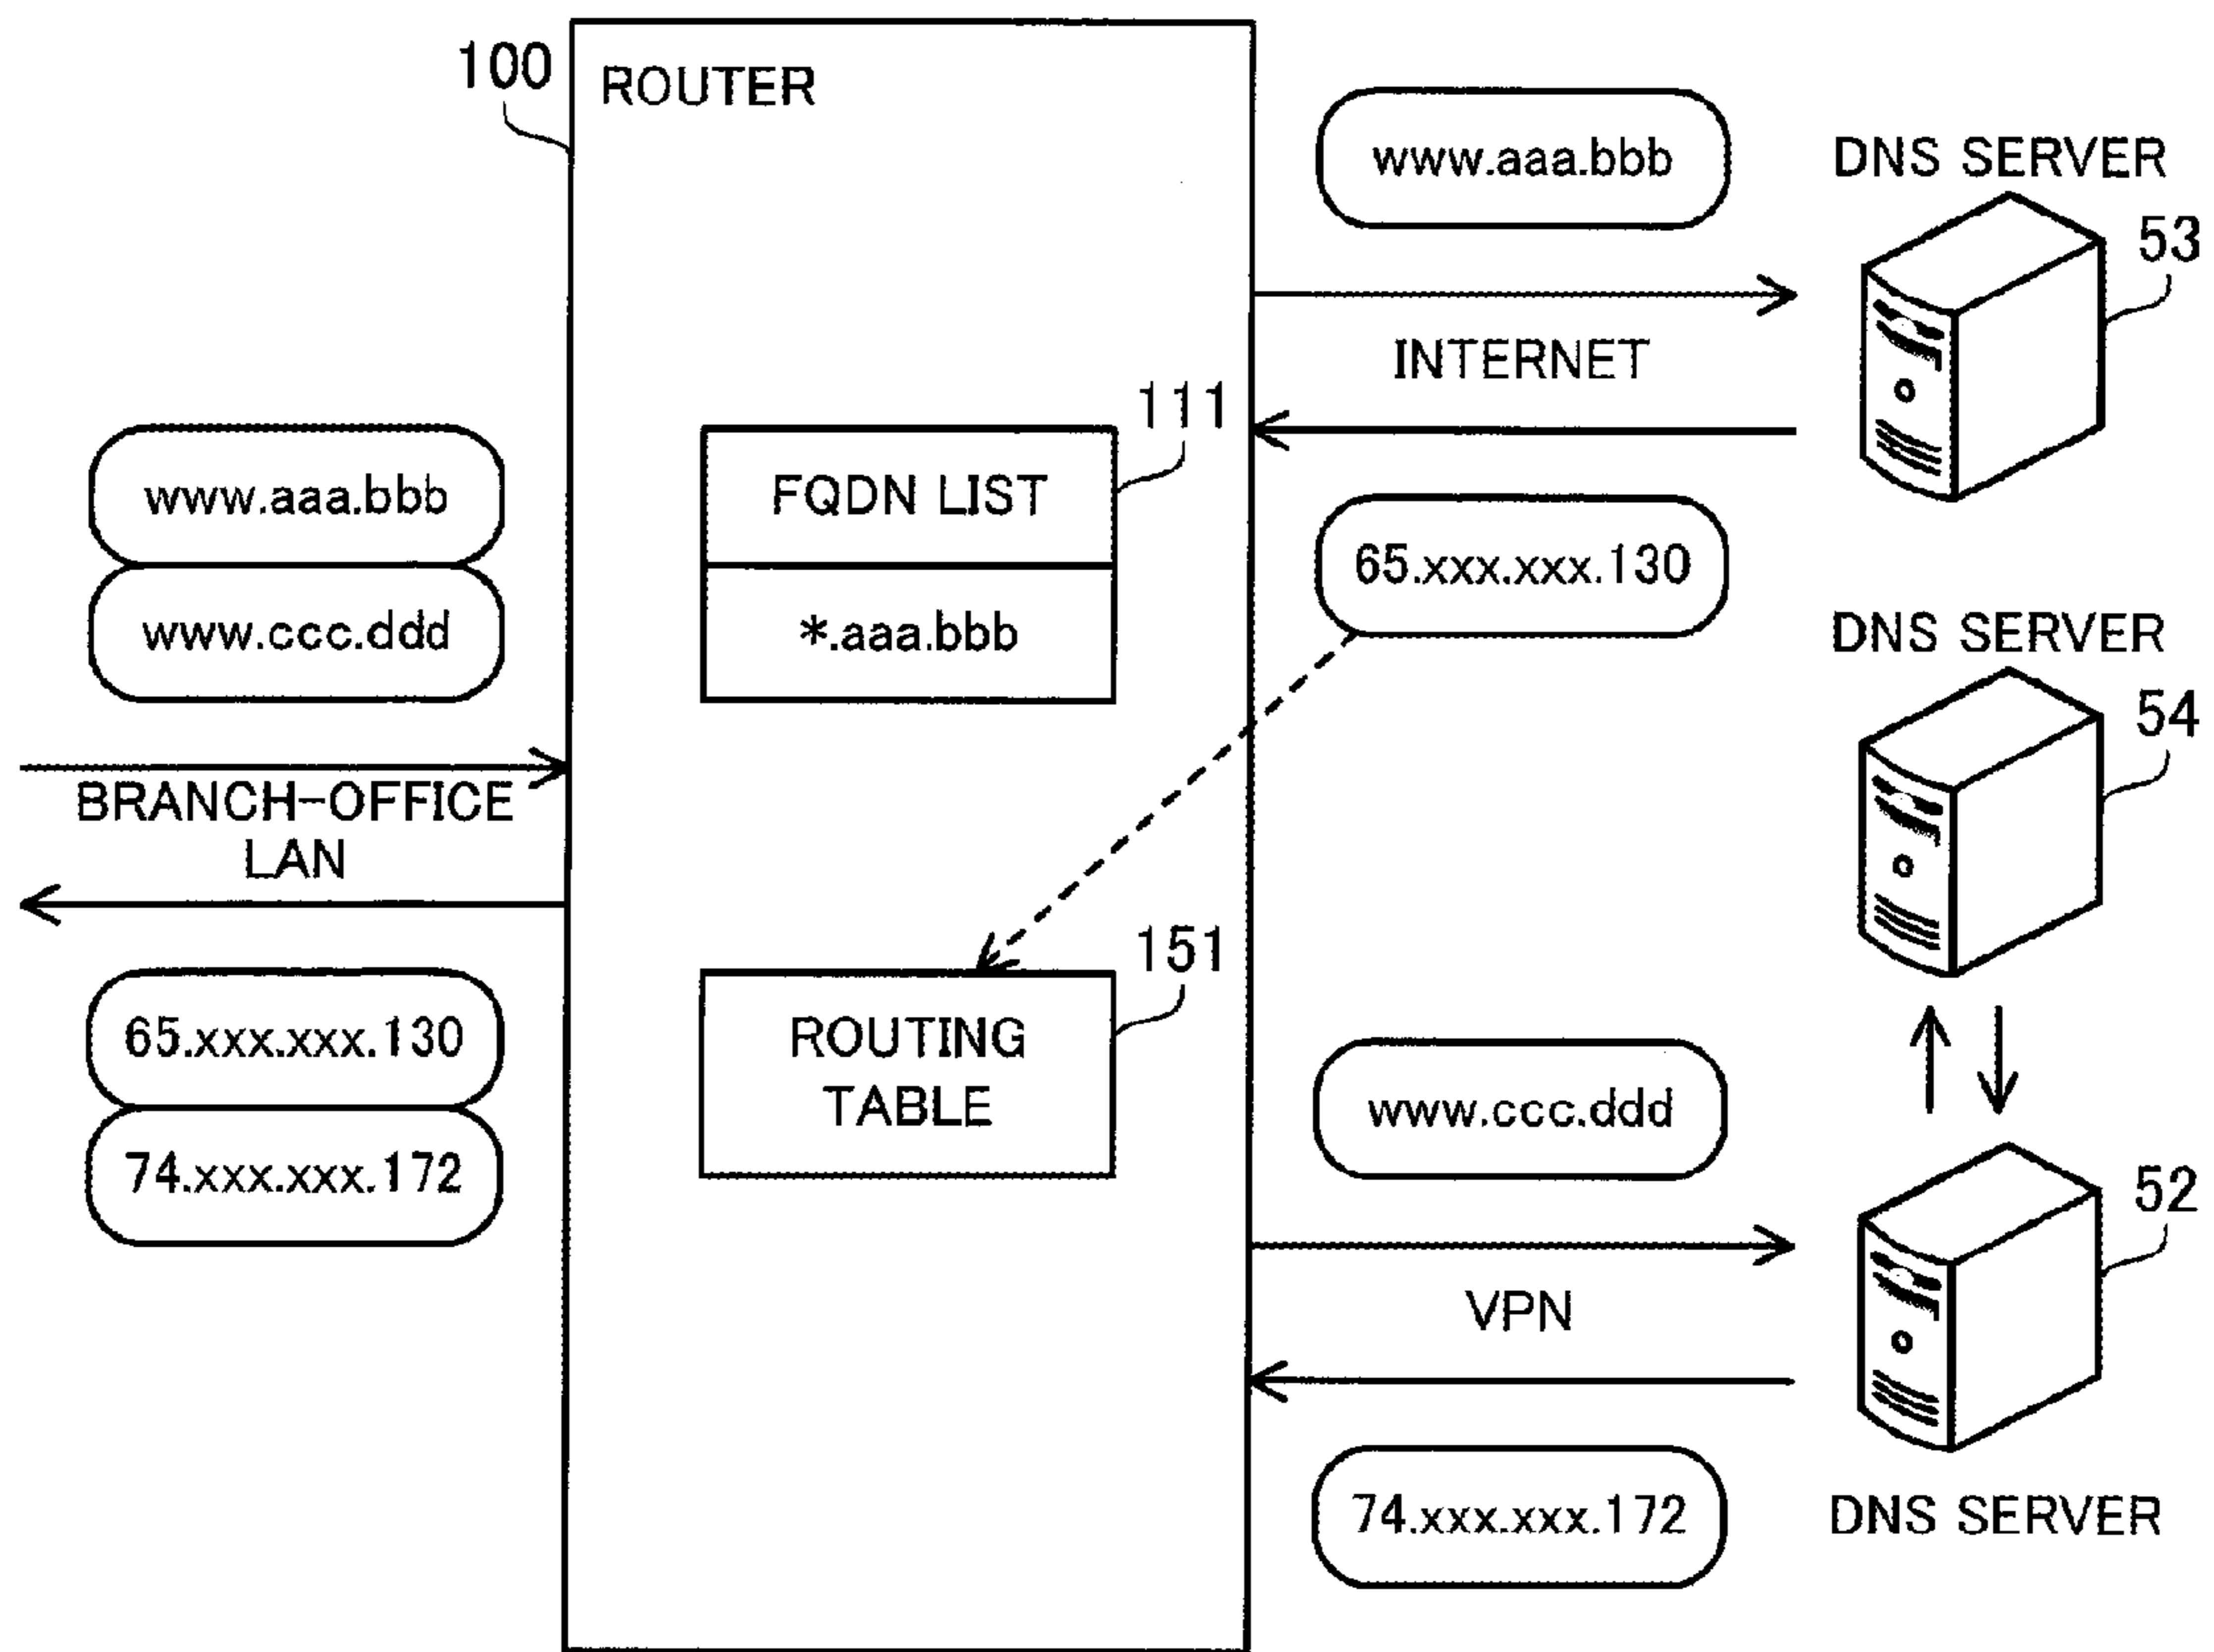 100
ROUTER
www.aaa.bbb
DNS SERVER
53
INTERNET
111
FQDN LIST
*.aaa.bbb
www.aaa.bbb
www.ccc.ddd
65.xxx.xxx.130
DNS SERVER
54
BRANCH-OFFICE
LAN
151
ROUTING
TABLE
65.xxx.xxx.130
74.xxx.xxx.172
www.ccc.ddd
52
VPN
74.xxx.xxx.172
DNS SERVER